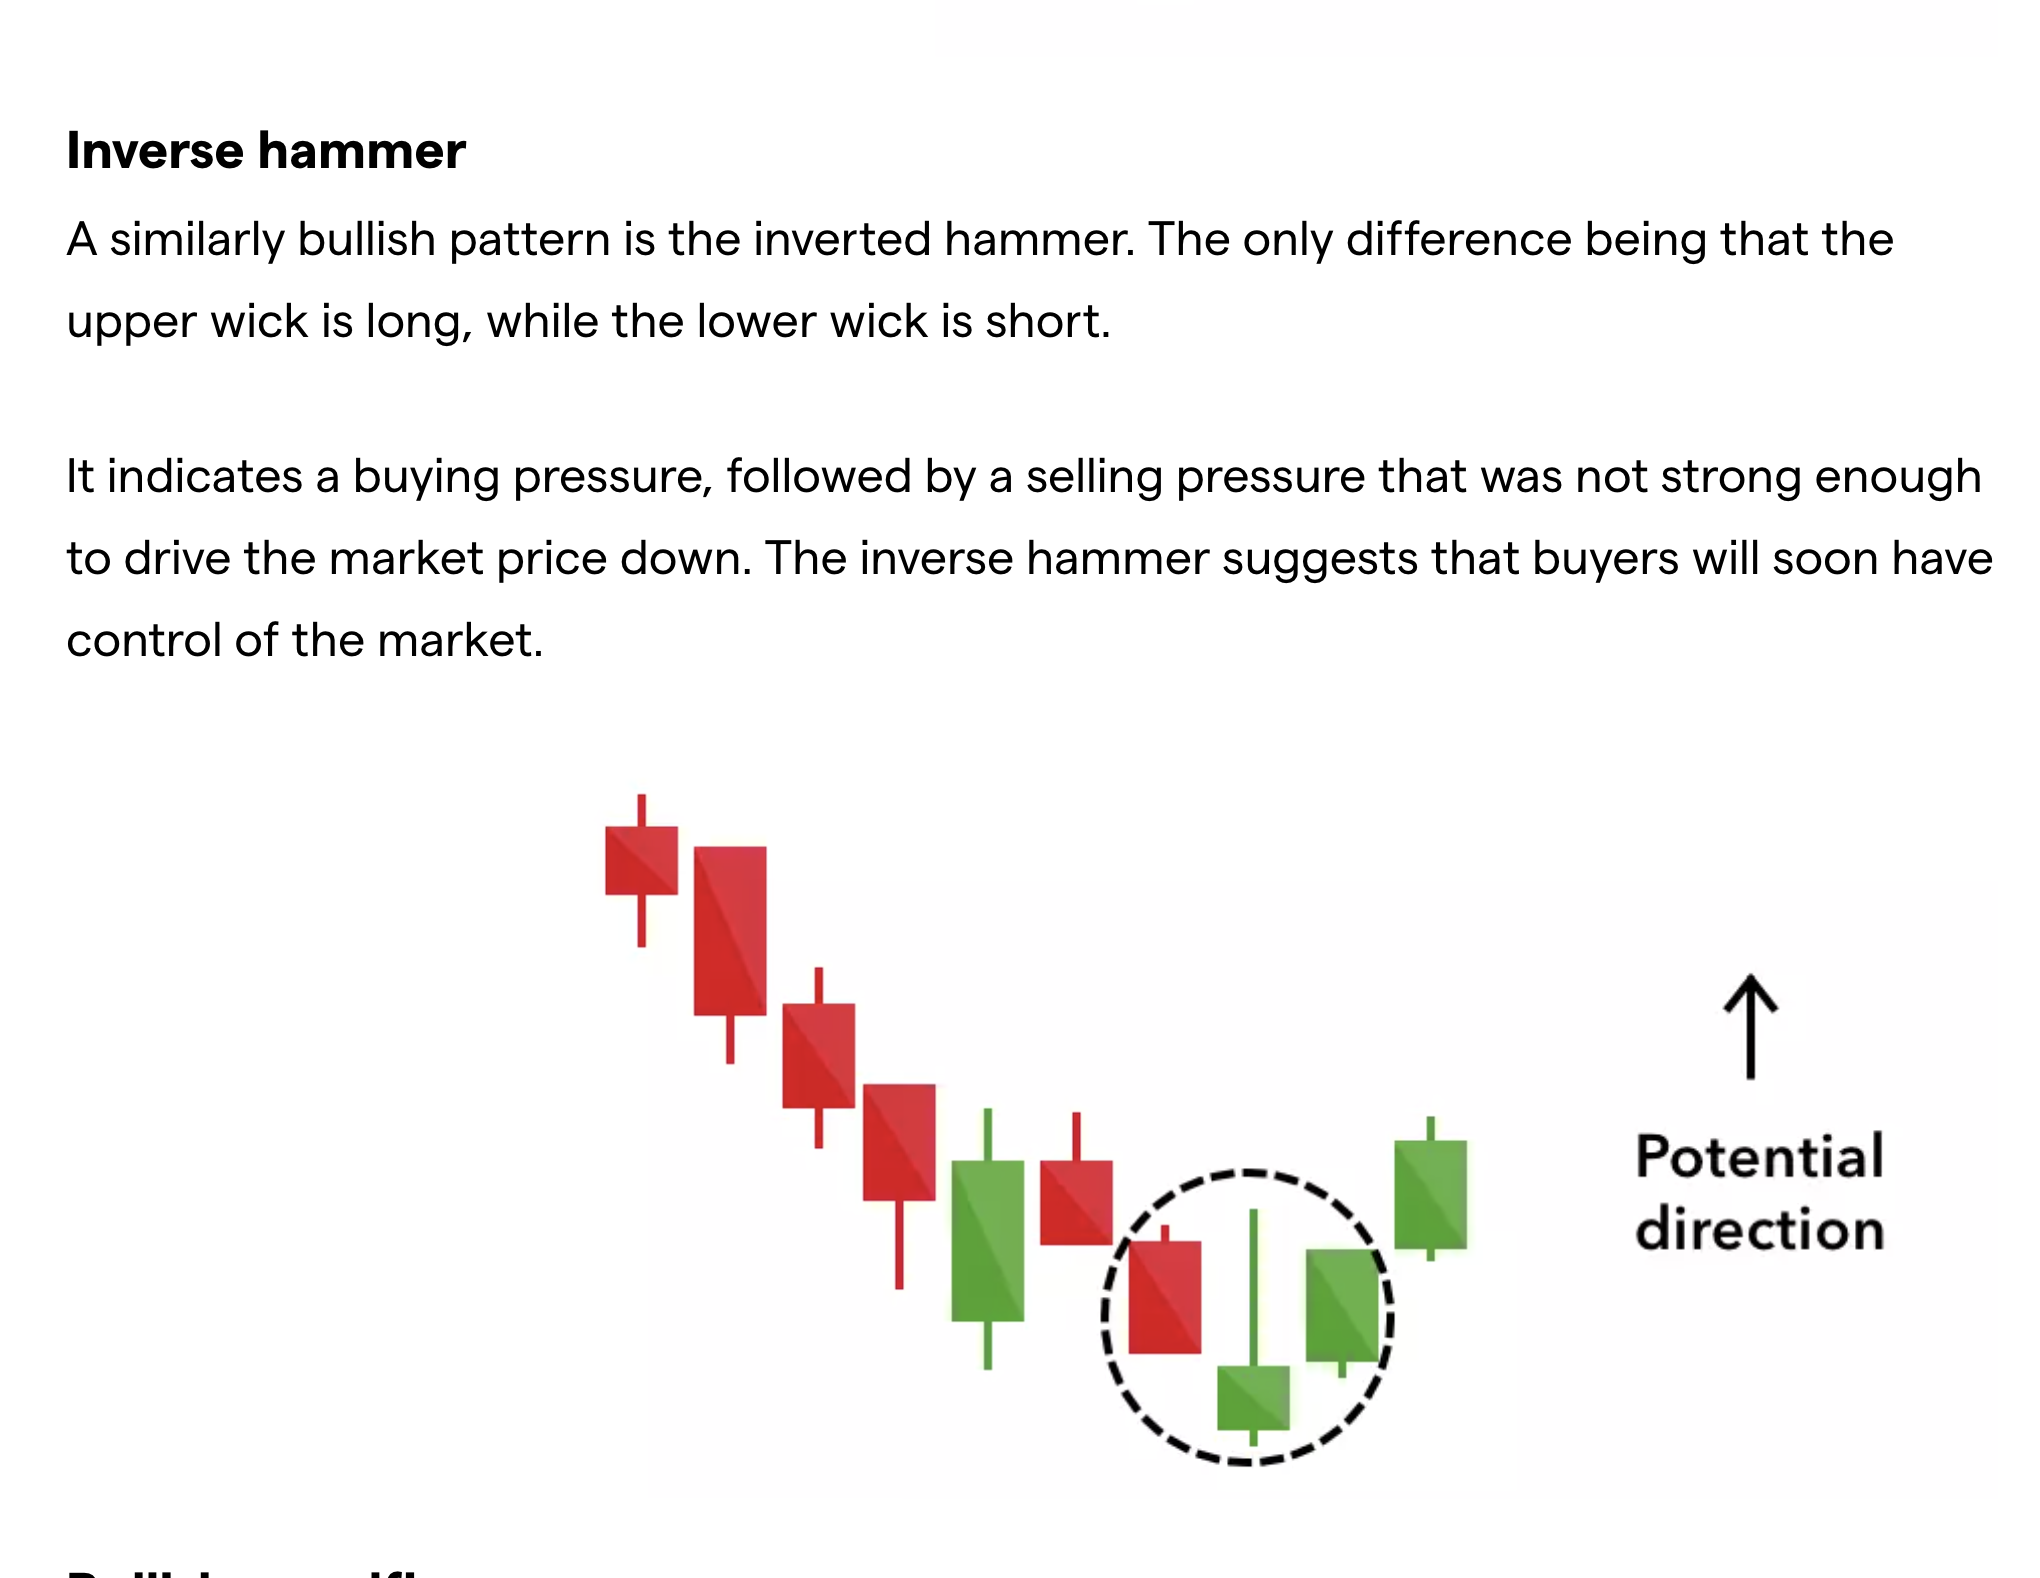 Inverse hammer
A similarly bullish pattern is the inverted hammer. The only difference being that the
upper wick is long, while the lower wick is short.
It indicates a buying pressure, followed by a selling pressure that was not strong enough
to drive the market price down. The inverse hammer suggests that buyers will soon have
control of the market.
Potential
direction